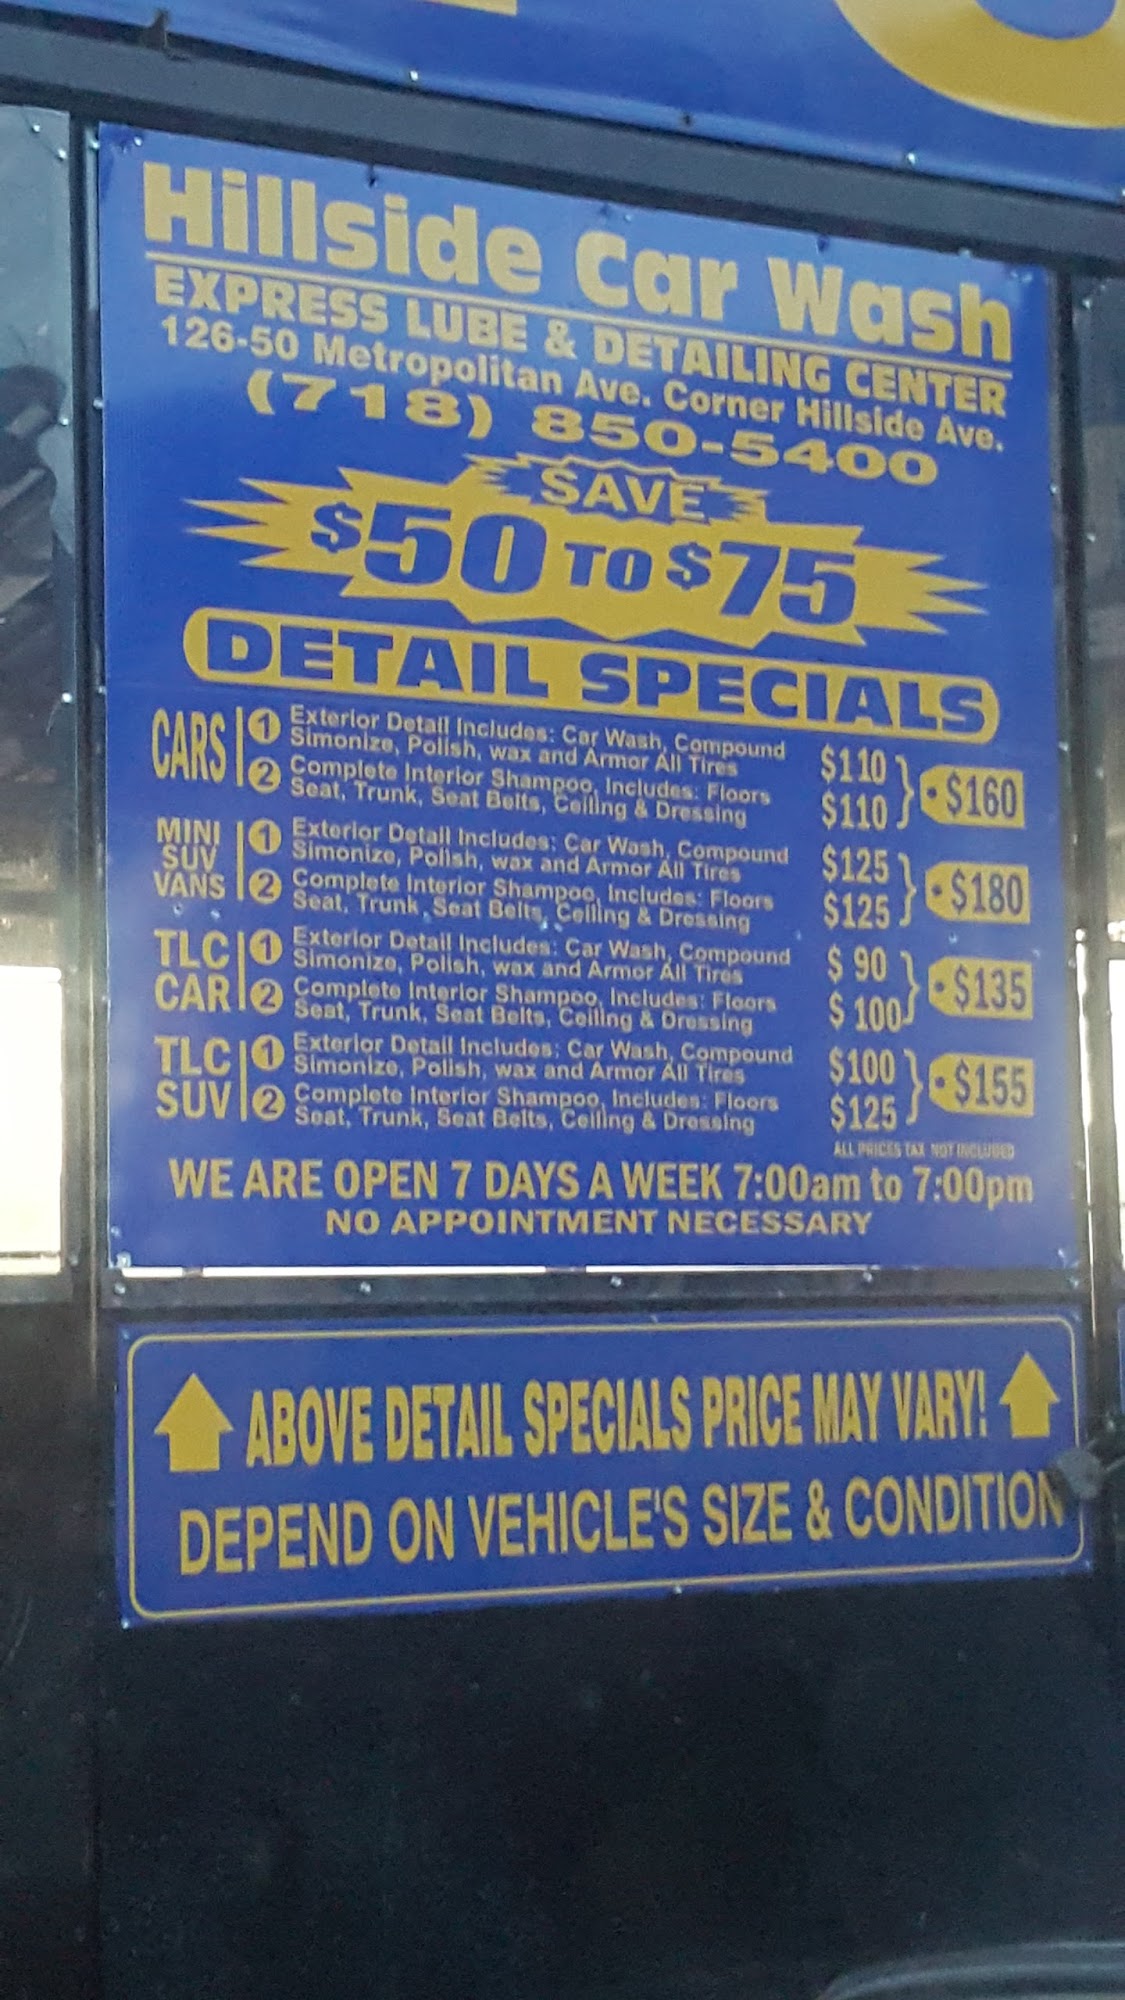 Hillside Car Wash
EXPRESS LUBE & DETAILING CENTER
126-50 Metropolitan Ave. Corner Hillside Ave.
(718) 850-5400
SAVE
$50 TO $75
DETAIL SPECIALS
CARS
1 Exterior Detail Includes: Car Wash, Compound
Simonize, Polish, wax and Armor All Tires $110
2 Complete Interior Shampoo, Includes: Floors
Seat, Trunk, Seat Belts, Ceiling & Dressing $110
$160
MINI
SUV
VANS
1 Exterior Detail Includes: Car Wash, Compound
Simonize, Polish, wax and Armor All Tires $125
2 Complete Interior Shampoo, Includes: Floors
Seat, Trunk, Seat Belts, Ceiling & Dressing $125
$180
TLC
CAR
1 Exterior Detail Includes: Car Wash, Compound
Simonize, Polish, wax and Armor All Tires $ 90
2 Complete Interior Shampoo, Includes: Floors
Seat, Trunk, Seat Belts, Ceiling & Dressing $ 100
$135
TLC
SUV
1 Exterior Detail Includes: Car Wash, Compound
Simonize, Polish, wax and Armor All Tires $100
2 Complete Interior Shampoo, Includes: Floors
Seat, Trunk, Seat Belts, Ceiling & Dressing $125
$155
ALL PRICES TAX NOT INCLUDED
WE ARE OPEN 7 DAYS A WEEK 7:00am to 7:00pm
NO APPOINTMENT NECESSARY
ABOVE DETAIL SPECIALS PRICE MAY VARY!
DEPEND ON VEHICLE'S SIZE & CONDITION